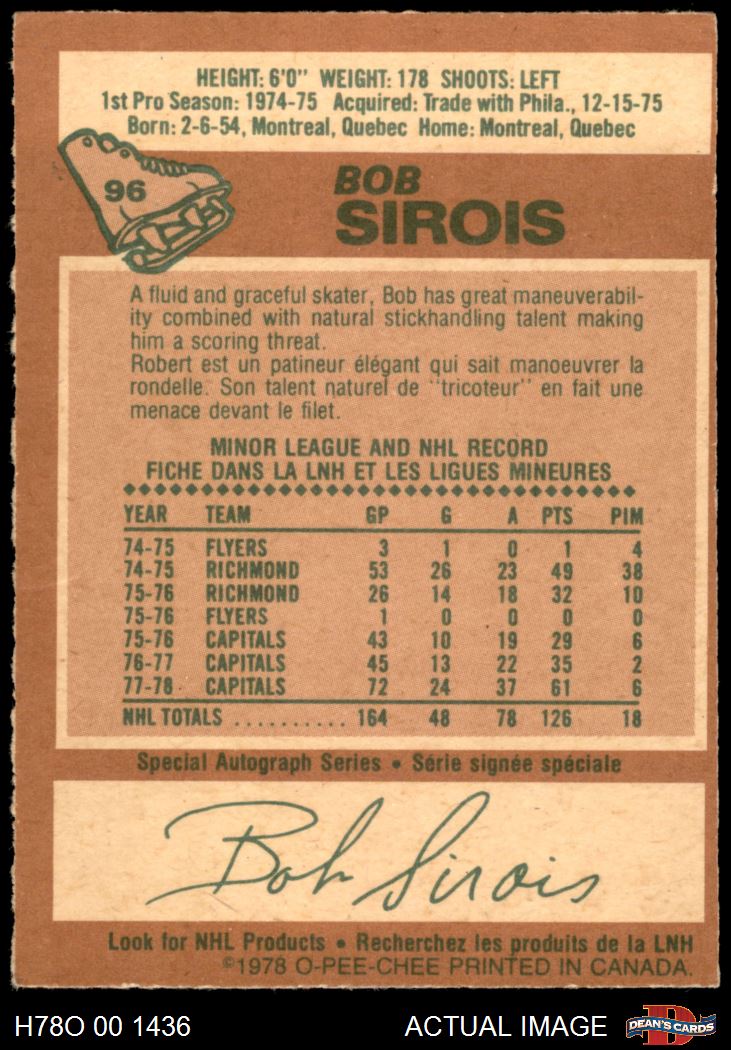 HEIGHT: 6'0" WEIGHT: 178 SHOOTS: LEFT
1st Pro Season: 1974-75 Acquired: Trade with Phila., 12-15-75
Born: 2-6-54, Montreal, Quebec Home: Montreal, Quebec
96
BOB
SIROIS
A fluid and graceful skater, Bob has great maneuverabil-
ity combined with natural stickhandling talent making
him a scoring threat.
Robert est un patineur élégant qui sait manoeuvrer la
rondelle. Son talent naturel de "tricoteur" en fait une
menace devant le filet.
MINOR LEAGUE AND NHL RECORD
FICHE DANS LA LNH ET LES LIGUES MINEURES
YEAR TEAM GP G A PTS PIM
74-75 FLYERS 3 1 0 1 4
74-75 RICHMOND 53 26 23 49 38
75-76 RICHMOND 26 14 18 32 10
75-76 FLYERS 1 0 0 0 0
75-76 CAPITALS 43 10 19 29 6
76-77 CAPITALS 45 13 22 35 2
77-78 CAPITALS 72 24 37 61 6
NHL TOTALS .......... 164 48 78 126 18
Special Autograph Series • Série signée spéciale
Bob Sirois
Look for NHL Products • Recherchez les produits de la LNH
©1978 O-PEE-CHEE PRINTED IN CANADA.
H78O 00 1436 ACTUAL IMAGE D DEAN'S CARDS